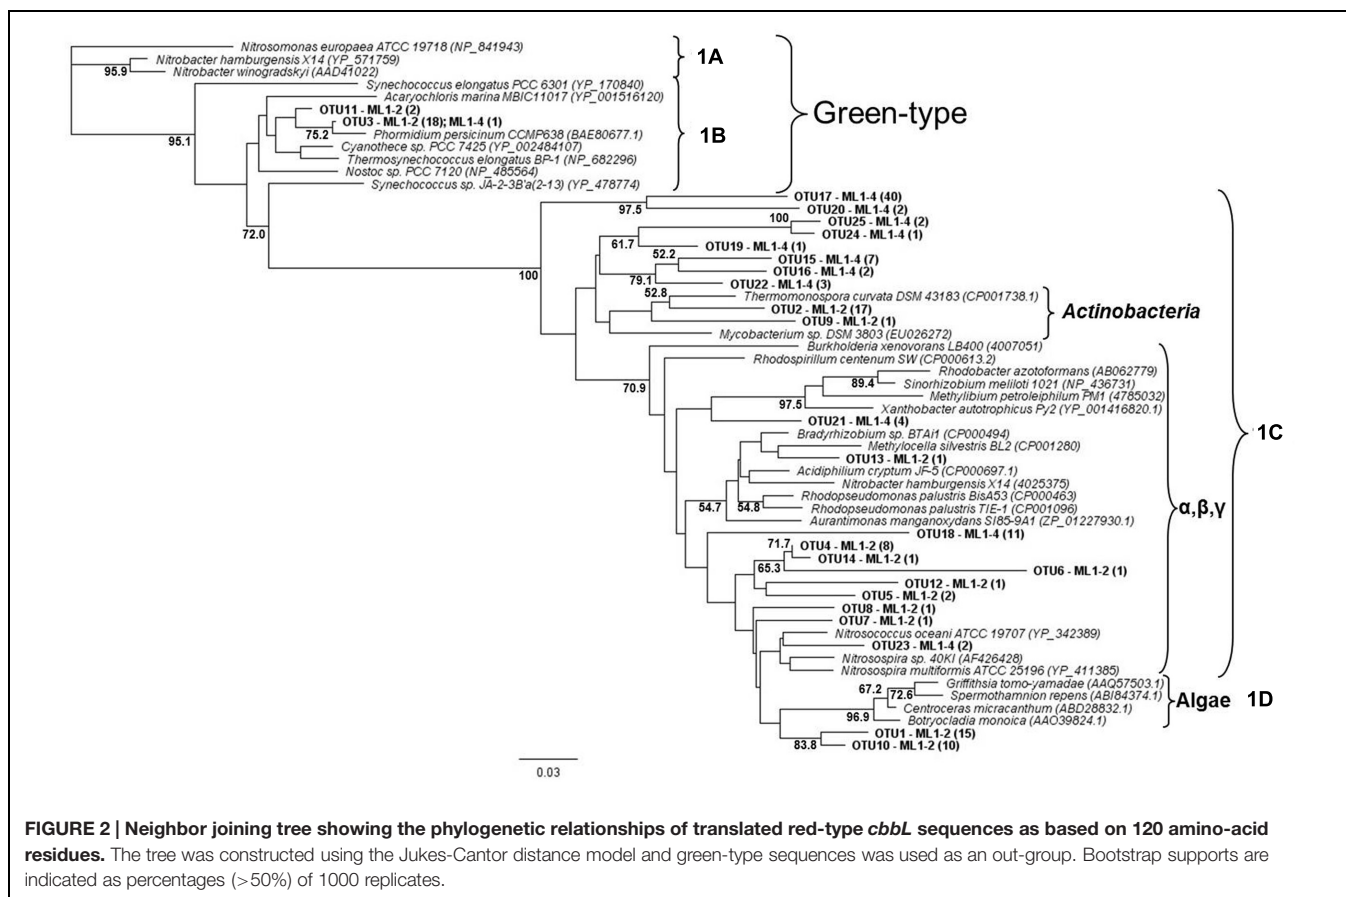 Nitrosomonas europaea ATCC 19718 (NP_841943)
Nitrobacter hamburgensis X14 (YP_571759)
95.9
Nitrobacter winogradskyi (AAD41022)
1A
Synechococcus elongatus PCC 6301 (YP_170840)
Acaryochloris marina MBIC11017 (YP_001516120)
OTU11 - ML1-2 (2)
Green-type
OTU3 - ML1-2 (18); ML1-4 (1)
75.2
Phormidium persicinum CCMP638 (BAE80677.1)
1B
95.1
Cyanothece sp. PCC 7425 (YP_002484107)
Thermosynechococcus elongatus BP-1 (NP_682296)
Nostoc sp. PCC 7120 (NP_485564)
Synechococcus sp. JA-2-3B'a(2-13) (YP_478774)
72.0
100
OTU17 - ML1-4 (40)
97.5
OTU20 - ML1-4 (2)
100
OTU25 - ML1-4 (2)
OTU24 - ML1-4 (1)
61.7
OTU19 - ML1-4 (1)
52.2
OTU15 - ML1-4 (7)
OTU16 - ML1-4 (2)
79.1
OTU22 - ML1-4 (3)
52.8
Thermomonospora curvata DSM 43183 (CP001738.1)
OTU2 - ML1-2 (17)
Actinobacteria
OTU9 - ML1-2 (1)
Mycobacterium sp. DSM 3803 (EU026272)
Burkholderia xenovorans LB400 (4007051)
Rhodospirillum centenum SW (CP000613.2)
70.9
Rhodobacter azotoformans (AB062779)
89.4
Sinorhizobium meliloti 1021 (NP_436731)
Methylibium petroleiphilum PM1 (4785032)
97.5
Xanthobacter autotrophicus Py2 (YP_001416820.1)
OTU21 - ML1-4 (4)
1C
Bradyrhizobium sp. BTAi1 (CP000494)
Methylocella silvestris BL2 (CP001280)
OTU13 - ML1-2 (1)
Acidiphilium cryptum JF-5 (CP000697.1)
Nitrobacter hamburgensis X14 (4025375)
Rhodopseudomonas palustris BisA53 (CP000463)
54.7
54.8
Rhodopseudomonas palustris TIE-1 (CP001096)
α,β,γ
Aurantimonas manganoxydans SI85-9A1 (ZP_01227930.1)
OTU18 - ML1-4 (11)
71.7
OTU4 - ML1-2 (8)
OTU14 - ML1-2 (1)
65.3
OTU6 - ML1-2 (1)
OTU12 - ML1-2 (1)
OTU5 - ML1-2 (2)
OTU8 - ML1-2 (1)
OTU7 - ML1-2 (1)
Nitrosococcus oceani ATCC 19707 (YP_342389)
OTU23 - ML1-4 (2)
Nitrosospira sp. 40KI (AF426428)
Nitrosospira multiformis ATCC 25196 (YP_411385)
Griffithsia tomo-yamadae (AAQ57503.1)
67.2
72.6
Spermothamnion repens (ABI84374.1)
Algae 1D
Centroceras micracanthum (ABD28832.1)
96.9
Botryocladia monoica (AAO39824.1)
OTU1 - ML1-2 (15)
83.8
OTU10 - ML1-2 (10)
0.03
FIGURE 2 | Neighbor joining tree showing the phylogenetic relationships of translated red-type cbbL sequences as based on 120 amino-acid
residues. The tree was constructed using the Jukes-Cantor distance model and green-type sequences was used as an out-group. Bootstrap supports are
indicated as percentages (>50%) of 1000 replicates.